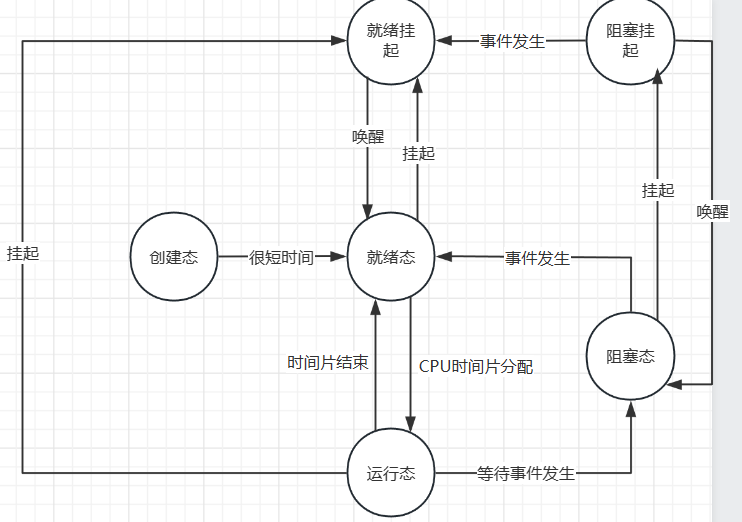 就绪挂
起
事件发生
阻塞挂
起
唤醒
挂起
挂起
唤醒
挂起
创建态
很短时间
就绪态
事件发生
时间片结束
CPU时间片分配
阻塞态
运行态
等待事件发生